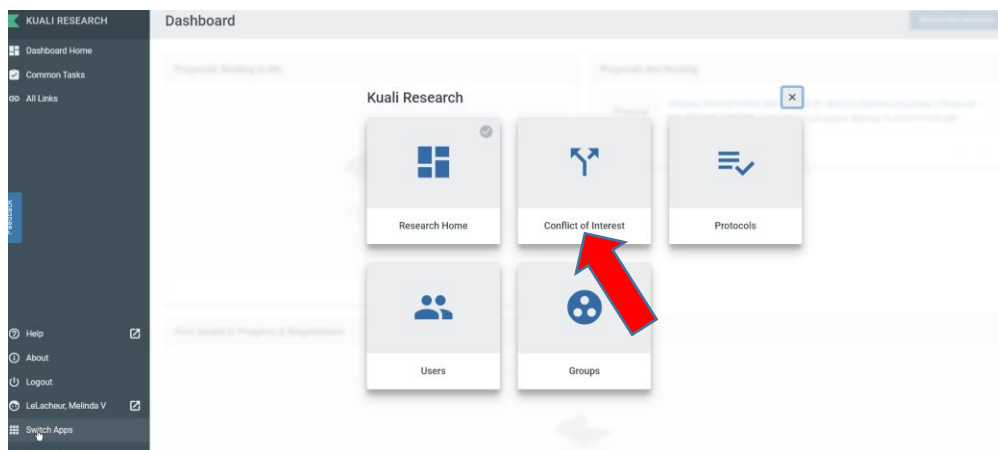 KUALI RESEARCH
Dashboard
Dashboard Home
Common Tasks
All Links
Feedback
Help
About
Logout
LeLacheur, Melinda V
Switch Apps
Kuali Research
×
Research Home
Conflict of Interest
Protocols
Users
Groups